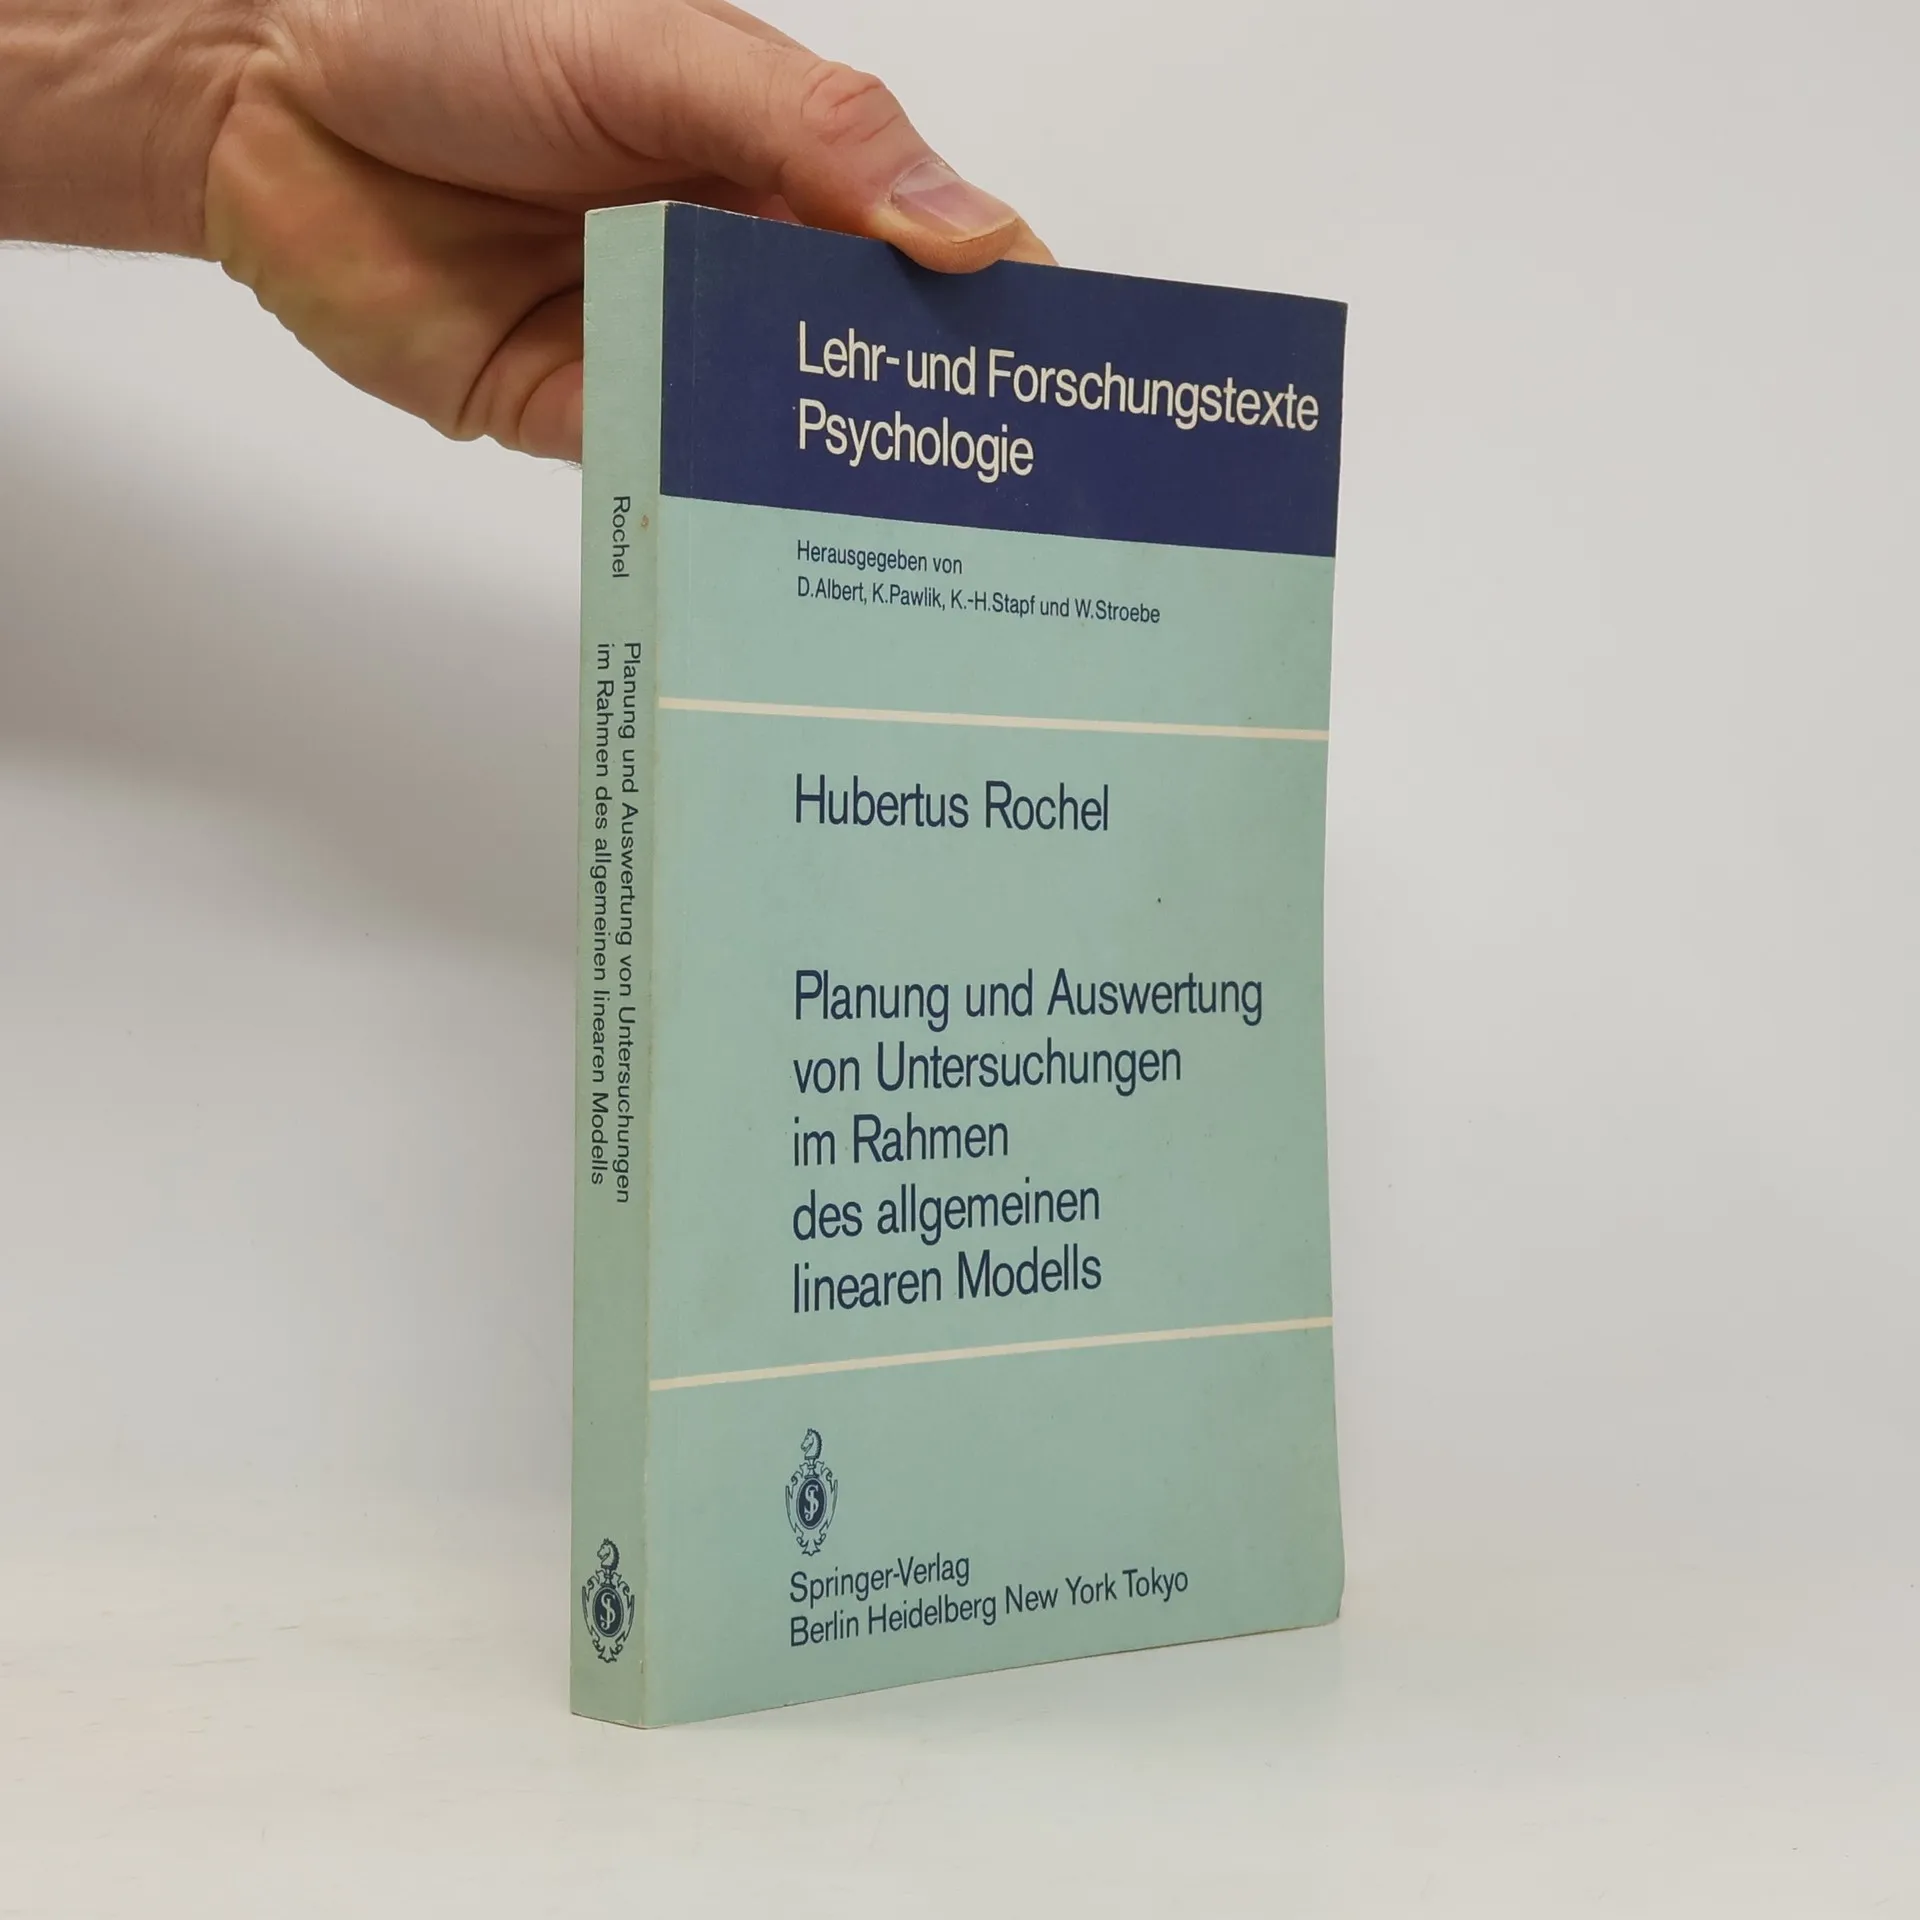 Lehr- und Forschungstexte
Psychologie
Herausgegeben von
D. Albert, K. Pawlik, K.-H. Stapf und W. Stroebe
Hubertus Rochel
Planung und Auswertung
von Untersuchungen
im Rahmen
des allgemeinen
linearen Modells
Springer-Verlag
Berlin Heidelberg New York Tokyo
Rochel
Planung und Auswertung von Untersuchungen
im Rahmen des allgemeinen linearen Modells